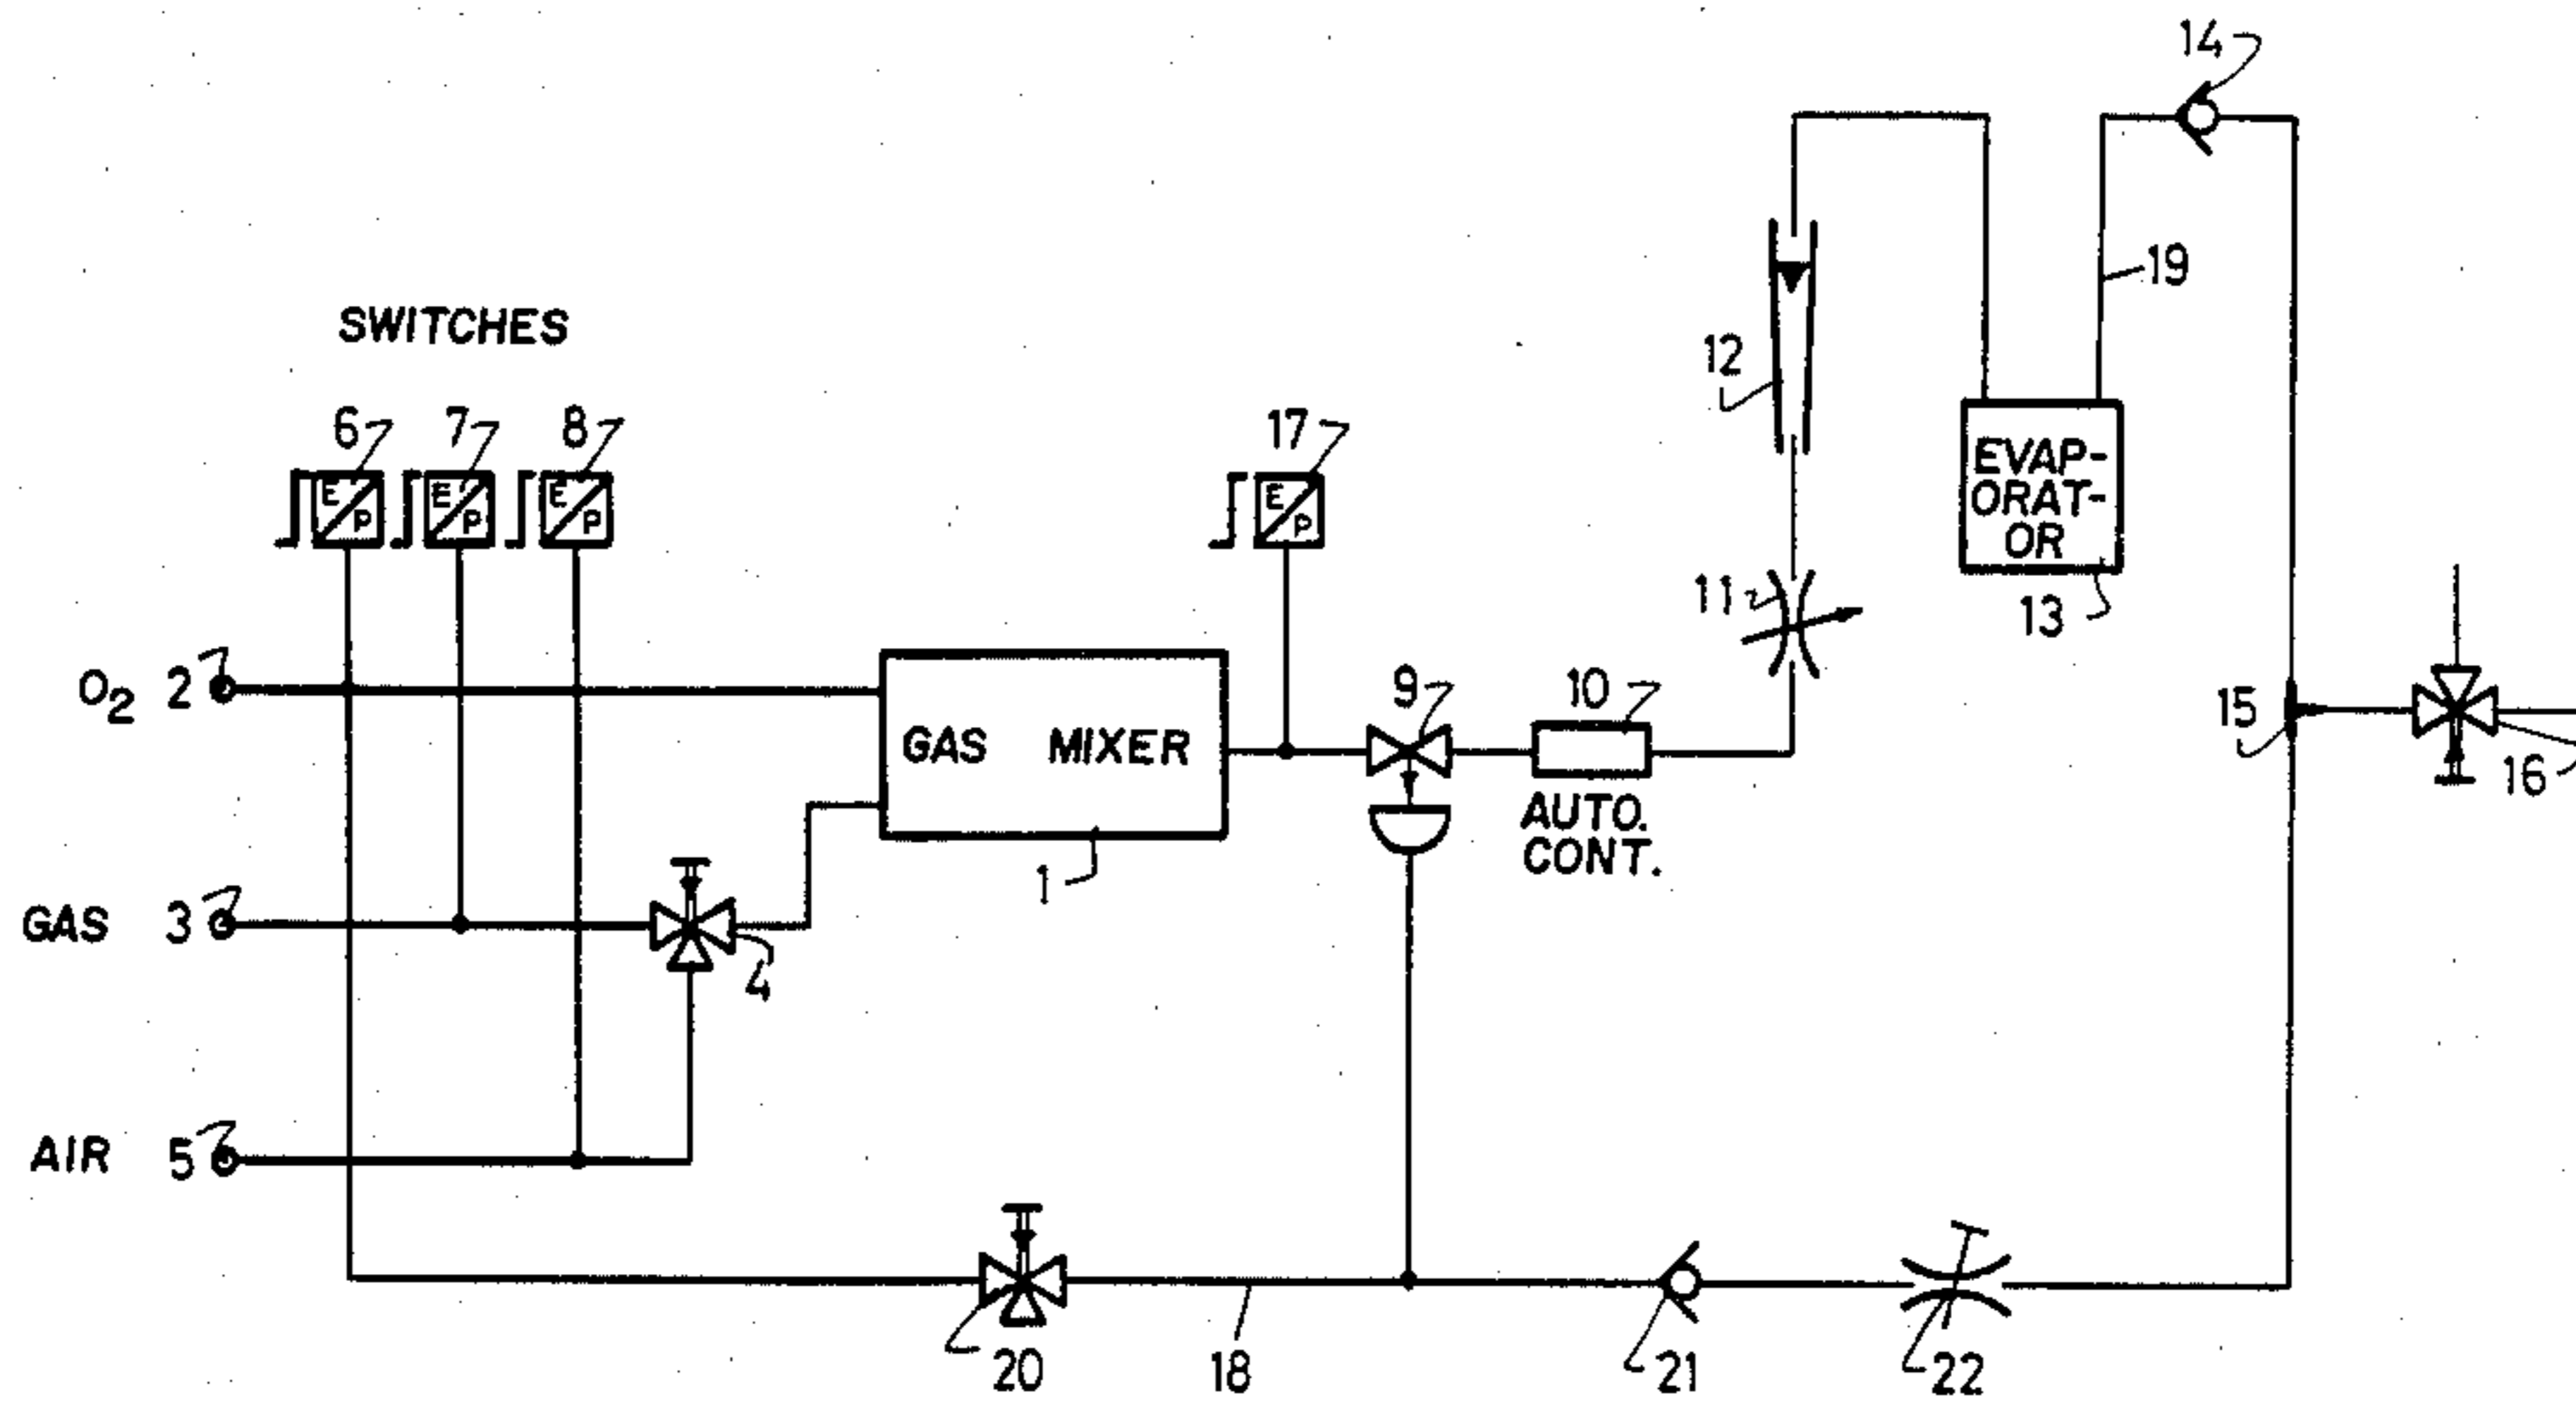 14
19
12
SWITCHES
6 7 8
E P
E P
E P
17
E P
EVAP-
ORAT-
OR
11
13
O2 2
10
9
15
GAS MIXER
16
AUTO.
CONT.
1
GAS 3
4
AIR 5
20
18
21
22